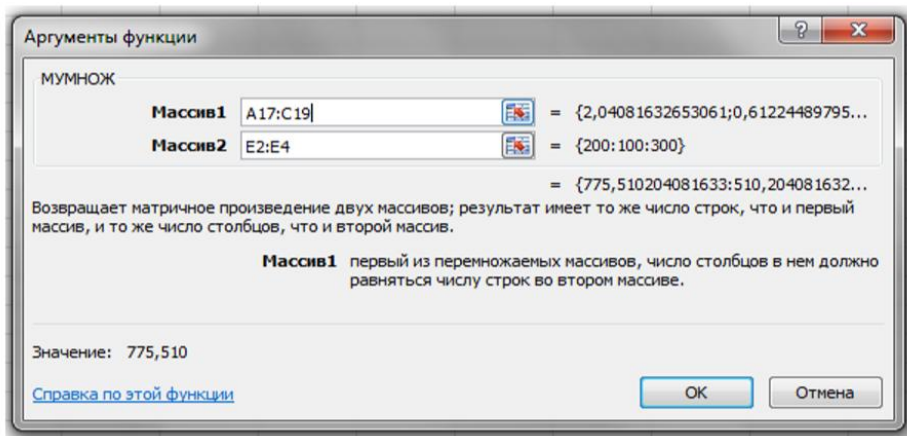 Аргументы функции
МУМНОЖ
Массив1 A17:C19 = {2,04081632653061;0,61224489795...
Массив2 E2:E4 = {200:100:300}
= {775,510204081633:510,204081632...
Возвращает матричное произведение двух массивов; результат имеет то же число строк, что и первый
массив, и то же число столбцов, что и второй массив.
Массив1 первый из перемножаемых массивов, число столбцов в нем должно
равняться числу строк во втором массиве.
Значение: 775,510
Справка по этой функции
ОК Отмена